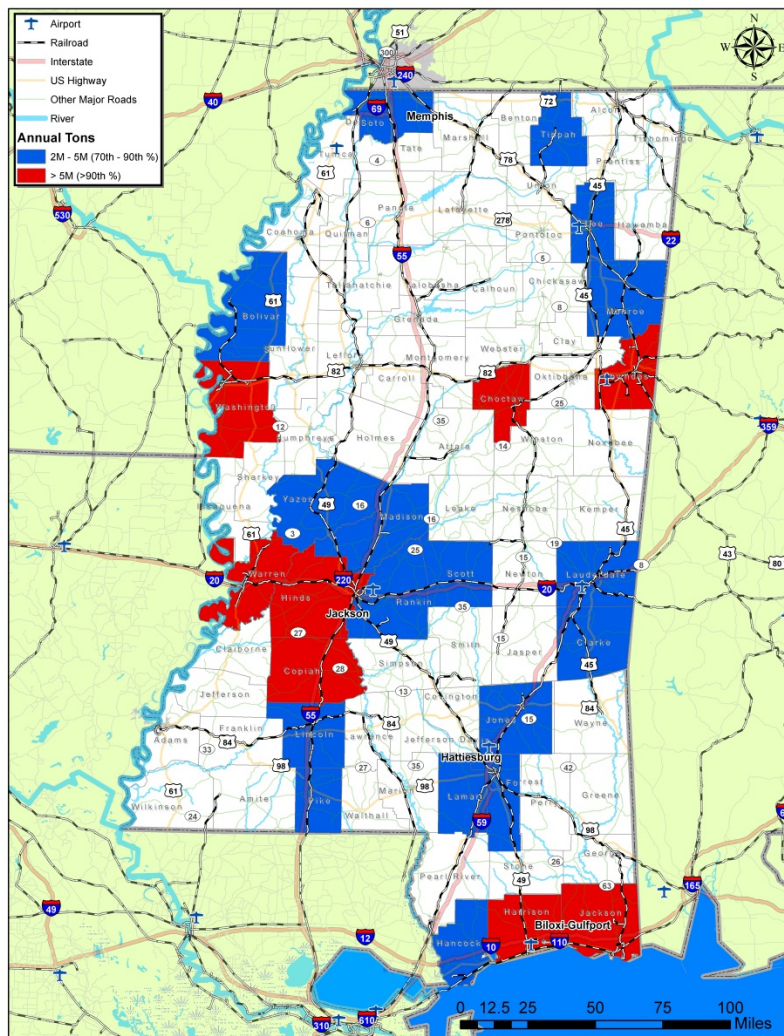 Airport
Railroad
Interstate
US Highway
Other Major Roads
River
Annual Tons
2M - 5M (70th - 90th %)
> 5M (>90th %)
N
W E
S
51
300
240
40
69
Memphis
DeSoto
Benton
72
Tippah
Alcorn
Tishomingo
Marshall
Tate
Tunica
4
61
78
Prentiss
Union
45
Panola
Lafayette
6
278
Pontotoc
Lee
Itawamba
530
Coahoma
Quitman
55
22
5
Tallahatchie
Yalobusha
Calhoun
Chickasaw
61
8
45
Monroe
Bolivar
Grenada
Sunflower
Leflore
Webster
Clay
Montgomery
82
82
Carroll
Oktibbeha
Lowndes
Choctaw
25
Washington
12
35
359
Humphreys
Holmes
Attala
14
Winston
Noxubee
Sharkey
Issaquena
Yazoo
49
16
Madison
16
Leake
Neshoba
Kemper
61
3
25
19
45
43
15
8
80
20
Warren
220
Scott
Newton
20
Lauderdale
Hinds
Rankin
Jackson
35
27
49
Smith
15
Jasper
Clarke
Claiborne
Copiah
28
Simpson
45
Jefferson
13
Covington
55
84
Jones
15
Wayne
Adams
84
Franklin
Lincoln
Lawrence
Jefferson Davis
84
33
Hattiesburg
98
27
35
61
Marion
98
Forrest
42
Amite
Lamar
Perry
Greene
Wilkinson
24
Pike
Walthall
59
98
Stone
26
George
Pearl River
49
63
165
49
Harrison
Jackson
Biloxi-Gulfport
12
Hancock
10
110
310
610
0 12.5 25 50 75 100
Miles